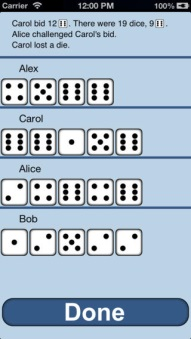 Carrier 12:00 PM 100%
Carol bid 12 ⚅. There were 19 dice, 9 ⚅.
Alice challenged Carol's bid.
Carol lost a die.
Alex
Carol
Alice
Bob
Done